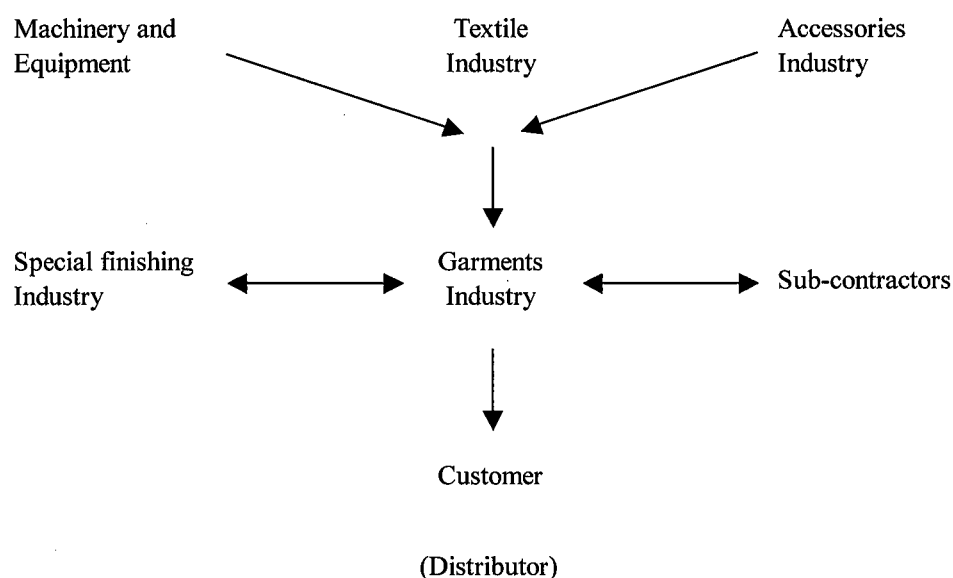 Machinery and
Equipment
Textile
Industry
Accessories
Industry
Special finishing
Industry
Garments
Industry
Sub-contractors
Customer
(Distributor)